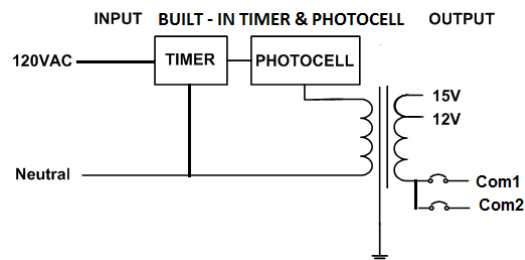 INPUT BUILT - IN TIMER & PHOTOCELL OUTPUT
120VAC TIMER PHOTOCELL
15V
12V
Neutral
Com1
Com2